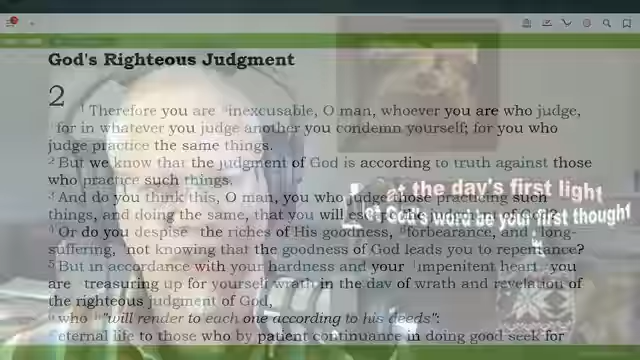 God's Righteous Judgment
2
1 Therefore you are inexcusable, O man, whoever you are who judge,
for in whatever you judge another you condemn yourself; for you who
judge practice the same things.
2 But we know that the judgment of God is according to truth against those
who practice such things.
3 And do you think this, O man, you who judge those practicing such
things, and doing the same, that you will
4 Or do you despise the riches of His goodness, forbearance, and long-
suffering, not knowing that the goodness of God leads you to repentance?
5 But in accordance with your hardness and your impenitent heart you
are treasuring up for yourself wrath in the day of wrath and revelation of
the righteous judgment of God,
who "will render to each one according to his deeds":
eternal life to those who by patient continuance in doing good seek for
at the day's first light
let God's word be your first thought